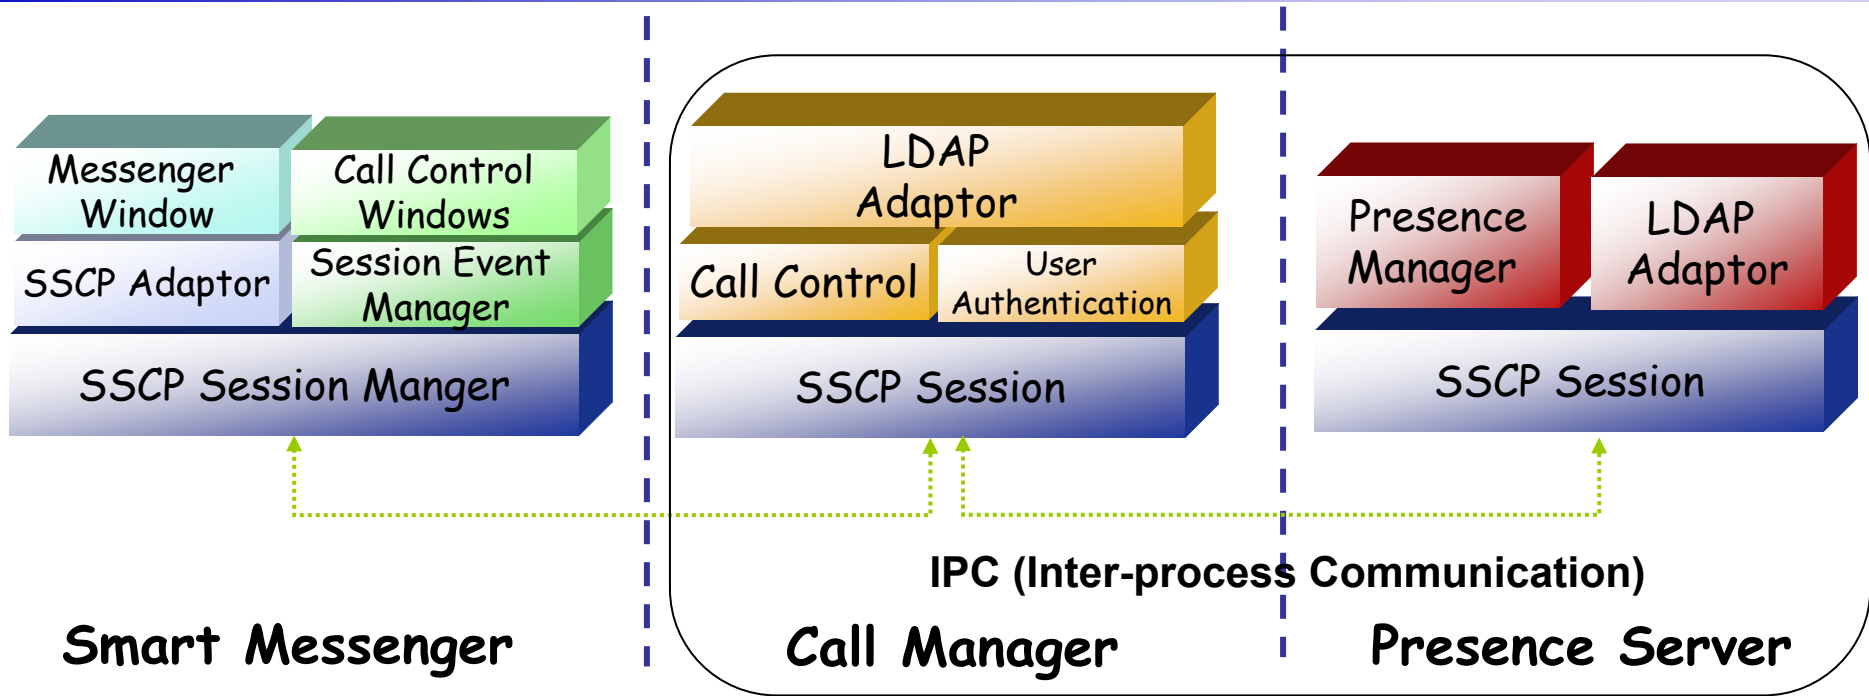 Messenger
Window
Call Control
Windows
SSCP Adaptor
Session Event
Manager
SSCP Session Manger
LDAP
Adaptor
Call Control
User
Authentication
SSCP Session
Presence
Manager
LDAP
Adaptor
SSCP Session
IPC (Inter-process Communication)
Smart Messenger
Call Manager
Presence Server